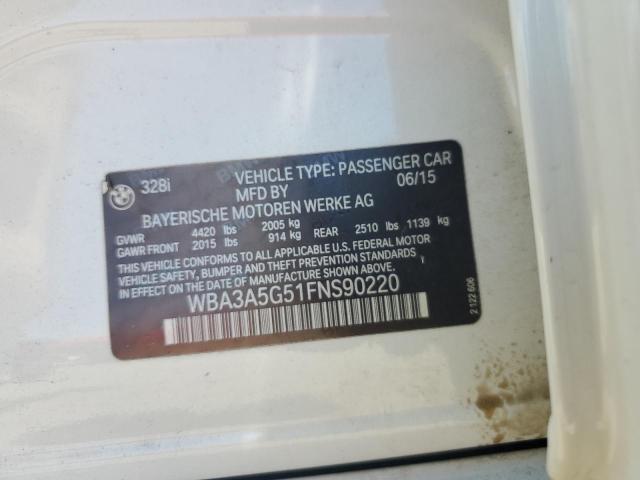 328i
VEHICLE TYPE: PASSENGER CAR
MFD BY 06/15
BAYERISCHE MOTOREN WERKE AG
GVWR 4420 lbs 2005 kg
GAWR FRONT 2015 lbs 914 kg REAR 2510 lbs 1139 kg
THIS VEHICLE CONFORMS TO ALL APPLICABLE U.S. FEDERAL MOTOR
VEHICLE SAFETY, BUMPER, AND THEFT PREVENTION STANDARDS
IN EFFECT ON THE DATE OF MANUFACTURE SHOWN ABOVE.
WBA3A5G51FNS90220
2 122 606